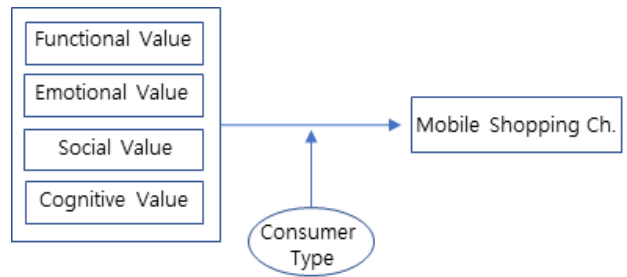 Functional Value
Emotional Value
Social Value
Cognitive Value
Mobile Shopping Ch.
Consumer
Type